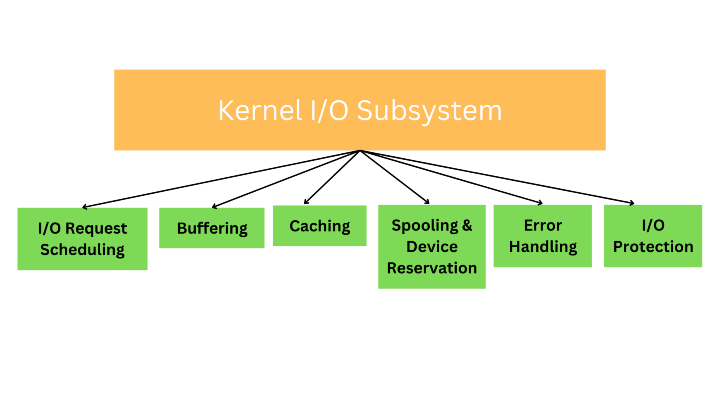 Kernel I/O Subsystem
I/O Request
Scheduling
Buffering
Caching
Spooling &
Device
Reservation
Error
Handling
I/O
Protection